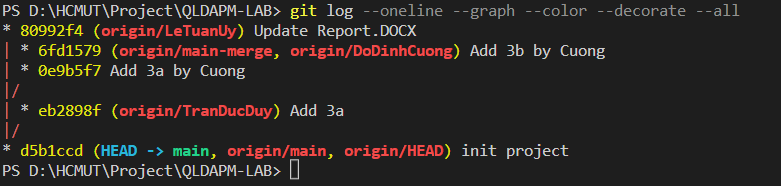 PS D:\HCMUT\Project\QLDAPM-LAB> git log --oneline --graph --color --decorate --all
* 80992f4 (origin/LeTuanUy) Update Report.DOCX
| * 6fd1579 (origin/main-merge, origin/DoDinhCuong) Add 3b by Cuong
| * 0e9b5f7 Add 3a by Cuong
|/
| * eb2898f (origin/TranDucDuy) Add 3a
|/
* d5b1ccd (HEAD -> main, origin/main, origin/HEAD) init project
PS D:\HCMUT\Project\QLDAPM-LAB>